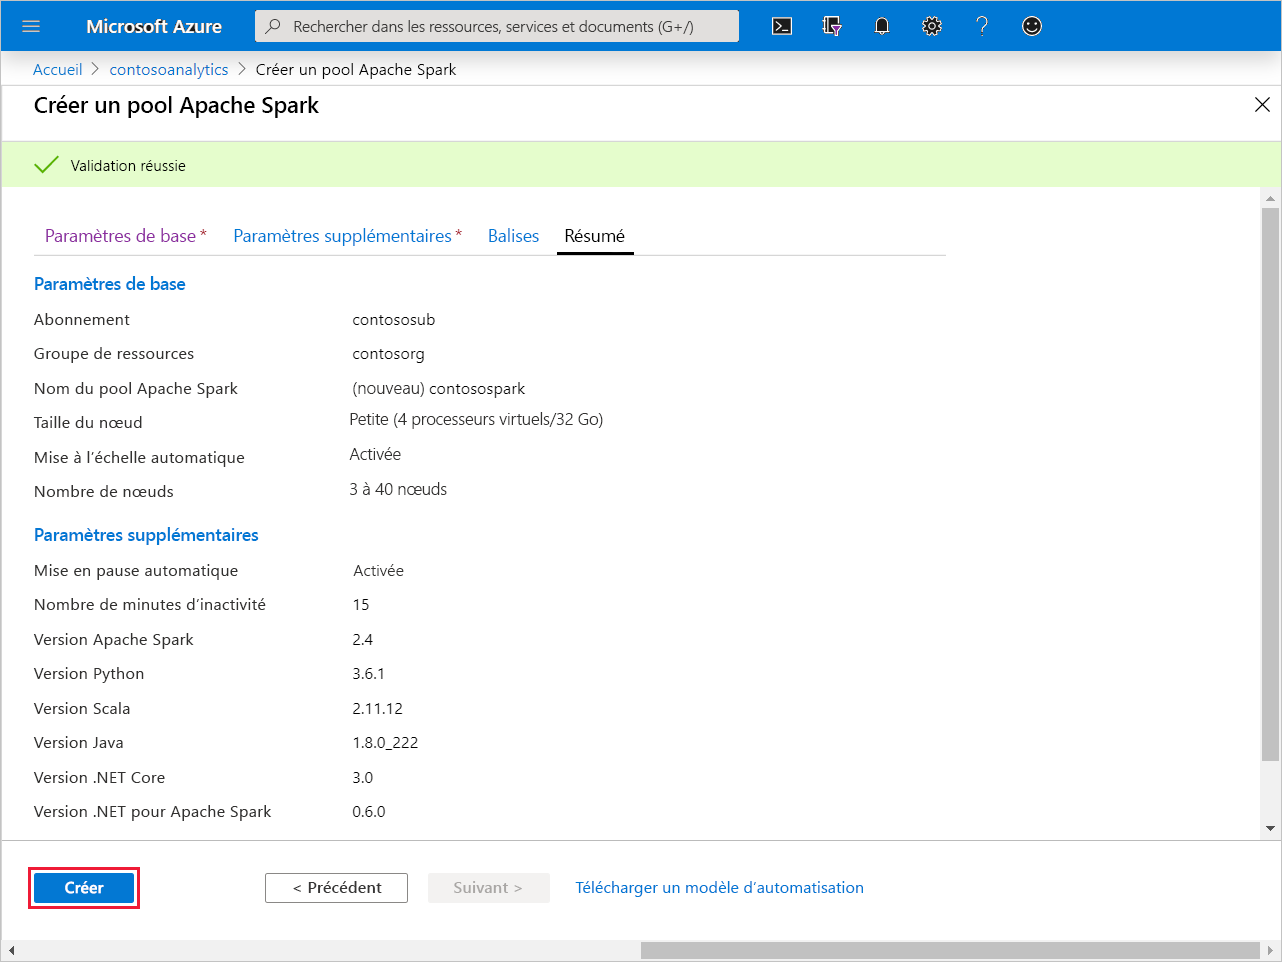 Microsoft Azure
Rechercher dans les ressources, services et documents (G+/)
Accueil > contosoanalytics > Créer un pool Apache Spark
Créer un pool Apache Spark
Validation réussie
Paramètres de base * Paramètres supplémentaires * Balises Résumé
Paramètres de base
Abonnement contososub
Groupe de ressources contosorg
Nom du pool Apache Spark (nouveau) contosospark
Taille du nœud Petite (4 processeurs virtuels/32 Go)
Mise à l’échelle automatique Activée
Nombre de nœuds 3 à 40 nœuds
Paramètres supplémentaires
Mise en pause automatique Activée
Nombre de minutes d’inactivité 15
Version Apache Spark 2.4
Version Python 3.6.1
Version Scala 2.11.12
Version Java 1.8.0_222
Version .NET Core 3.0
Version .NET pour Apache Spark 0.6.0
Créer < Précédent Suivant > Télécharger un modèle d’automatisation